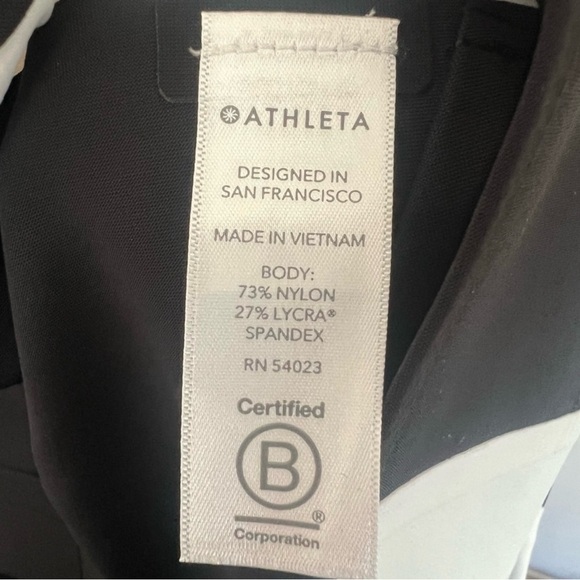 ATHLETA
DESIGNED IN
SAN FRANCISCO
MADE IN VIETNAM
BODY:
73% NYLON
27% LYCRA®
SPANDEX
RN 54023
Certified
B
®
Corporation